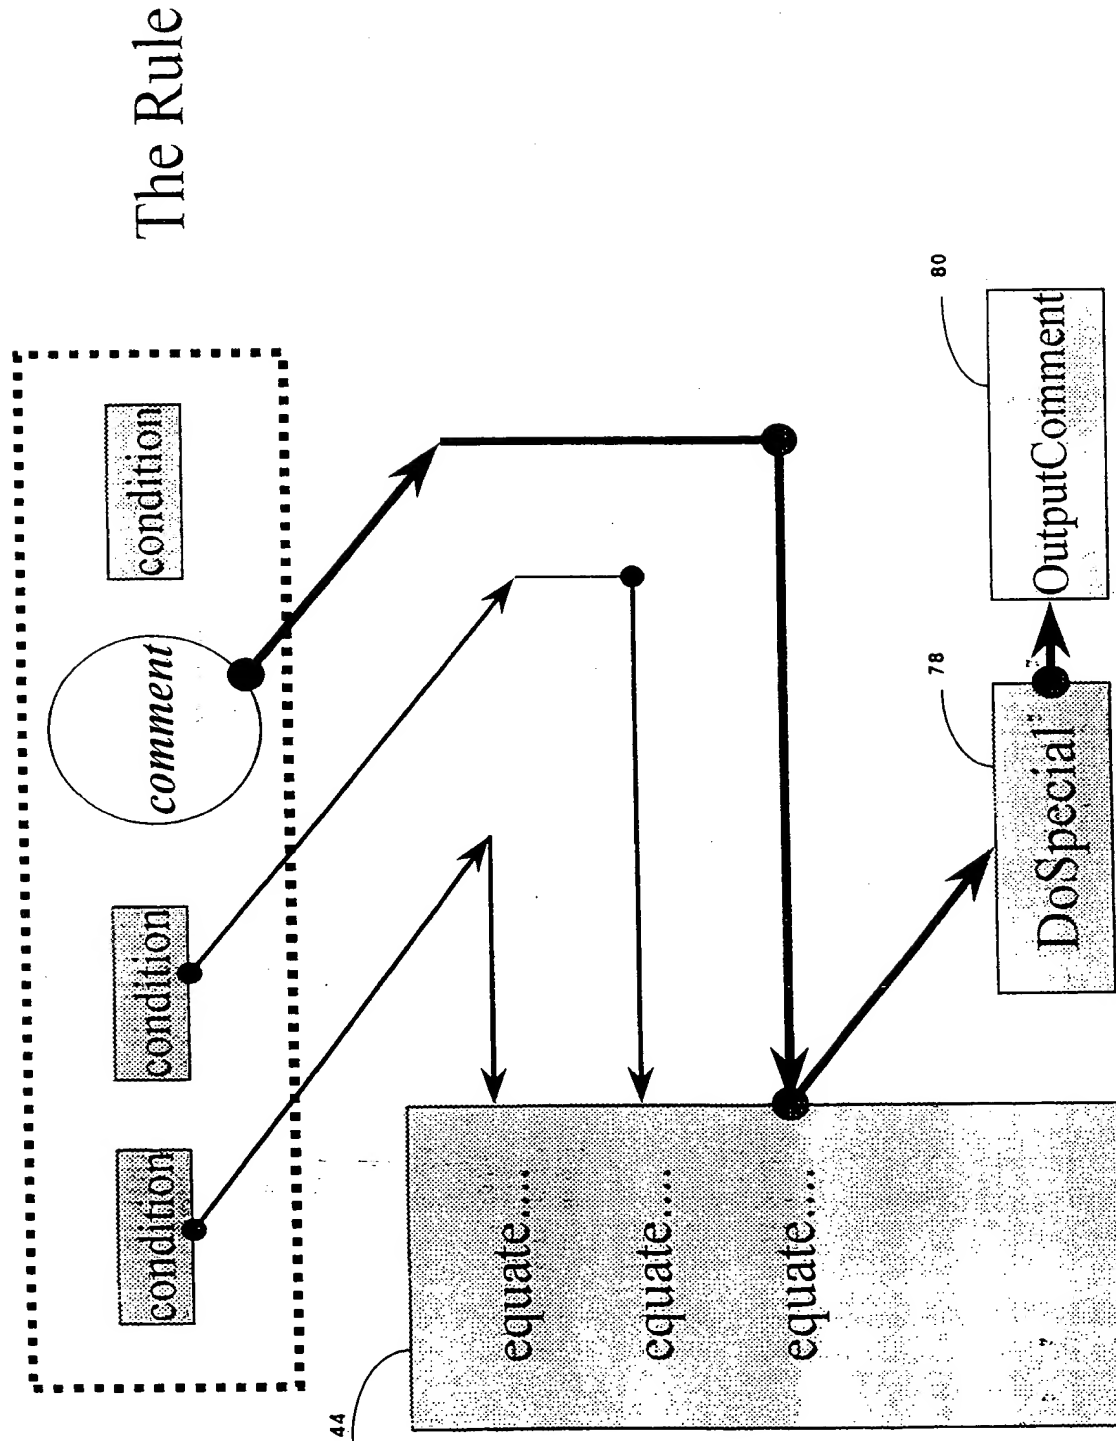 The Rule
condition
condition
comment
condition
44
equate.....
equate.....
equate.....
78
DoSpecial
80
OutputComment